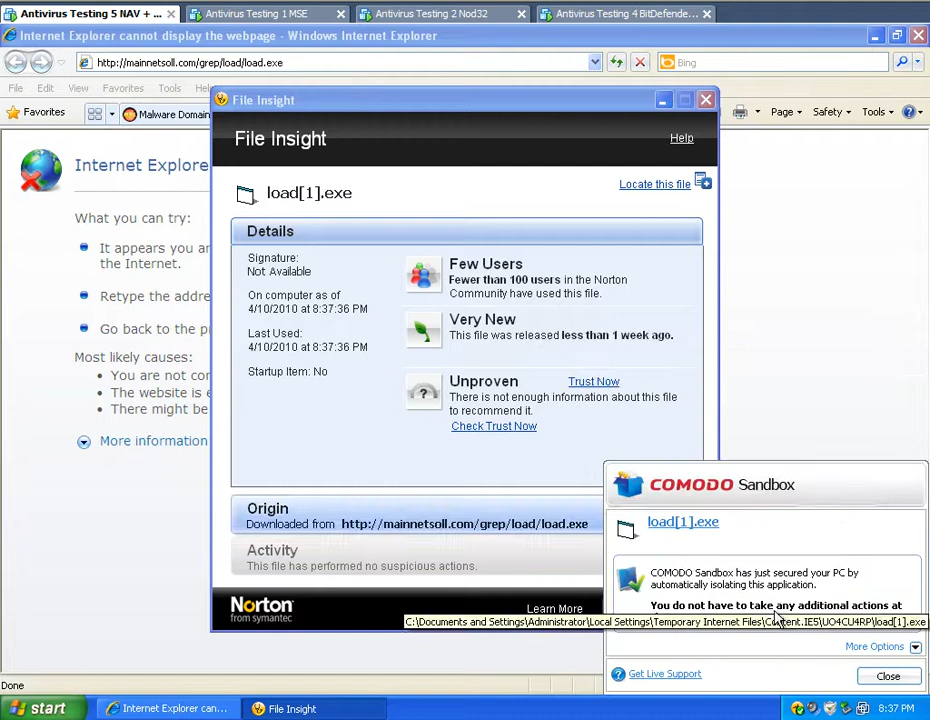 Antivirus Testing 5 NAV + ...
Antivirus Testing 1 MSE
Antivirus Testing 2 Nod32
Antivirus Testing 4 BitDefende...
Internet Explorer cannot display the webpage - Windows Internet Explorer
http://mainnetsoll.com/grep/load/load.exe
Bing
File Edit View Favorites Tools
Favorites
Malware Domain
Page
Safety
Tools
Internet Explore
What you can try:
It appears you ar
the Internet.
Retype the addre
Go back to the p
Most likely causes:
You are not cor
The website is
There might be
More information
File Insight
File Insight
Help
load[1].exe
Locate this file
Details
Signature:
Not Available
On computer as of
4/10/2010 at 8:37:36 PM
Last Used:
4/10/2010 at 8:37:36 PM
Startup Item: No
Few Users
Fewer than 100 users in the Norton
Community have used this file.
Very New
This file was released less than 1 week ago.
Unproven
Trust Now
There is not enough information about this file
to recommend it.
Check Trust Now
Origin
Downloaded from http://mainnetsoll.com/grep/load/load.exe
Activity
This file has performed no suspicious actions.
Norton
from symantec
Learn More
COMODO Sandbox
load[1].exe
COMODO Sandbox has just secured your PC by
automatically isolating this application.
You do not have to take any additional actions at
C:\Documents and Settings\Administrator\Local Settings\Temporary Internet Files\Content.IE5\UO4CU4RP\load[1].exe
More Options
Get Live Support
Close
Done
start
Internet Explorer can...
File Insight
8:37 PM